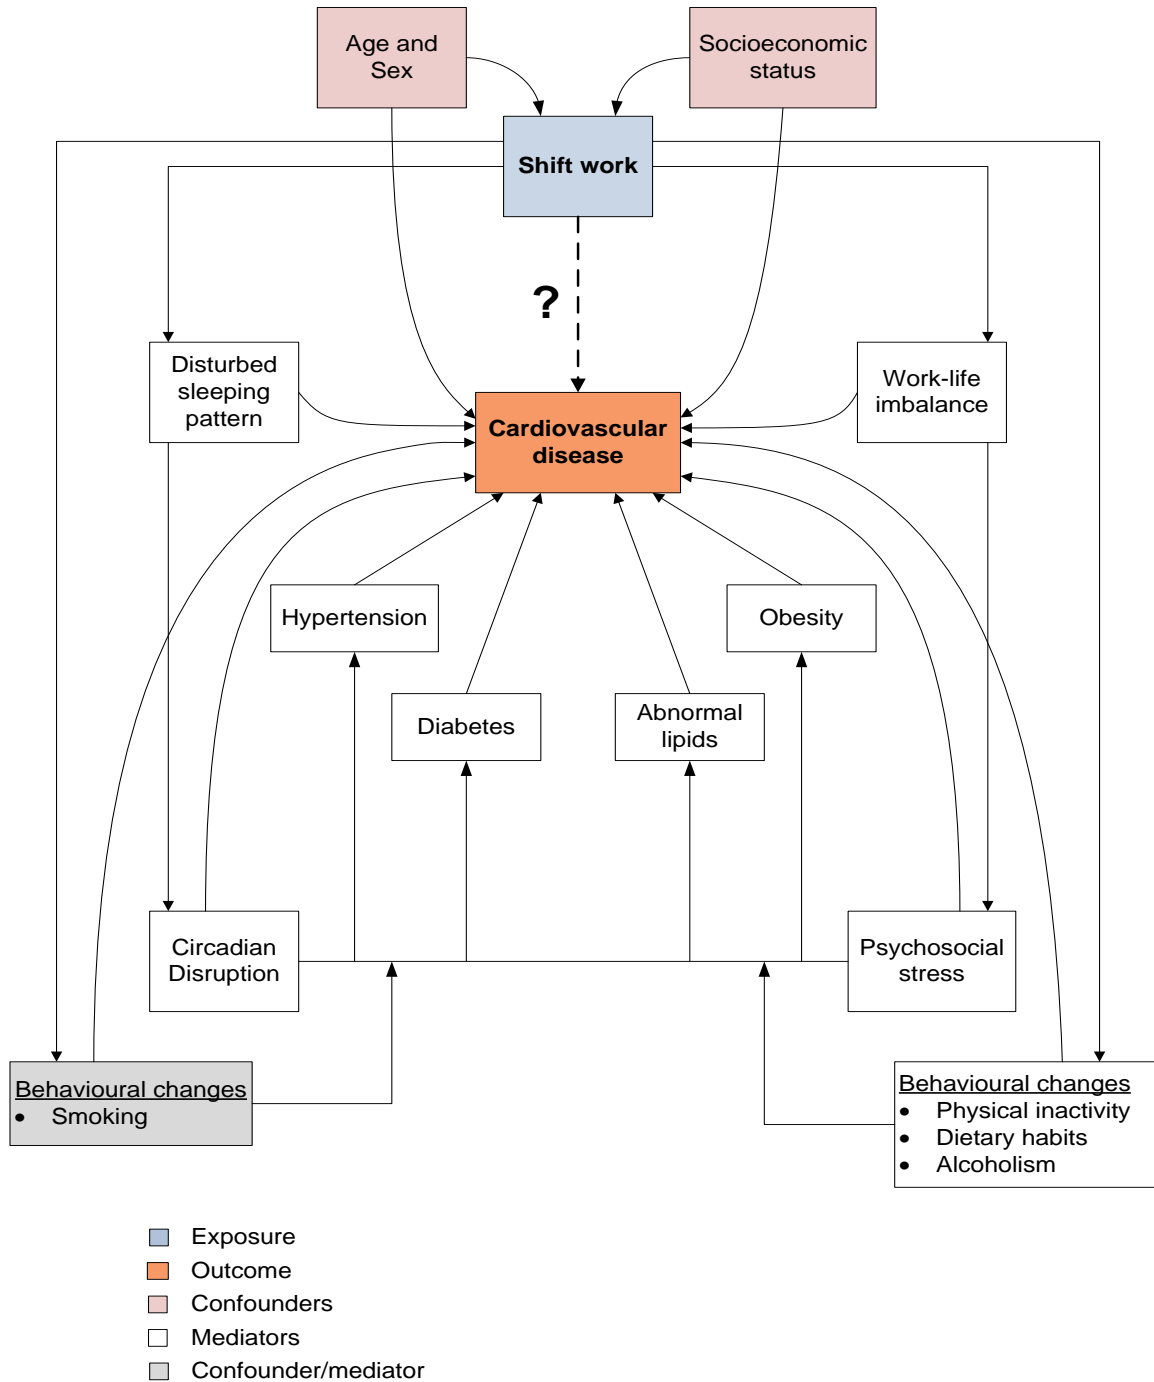 Age and
Sex
Socioeconomic
status
Shift work
?
Disturbed
sleeping
pattern
Work-life
imbalance
Cardiovascular
disease
Hypertension
Obesity
Diabetes
Abnormal
lipids
Circadian
Disruption
Psychosocial
stress
Behavioural changes
• Smoking
Behavioural changes
• Physical inactivity
• Dietary habits
• Alcoholism
Exposure
Outcome
Confounders
Mediators
Confounder/mediator